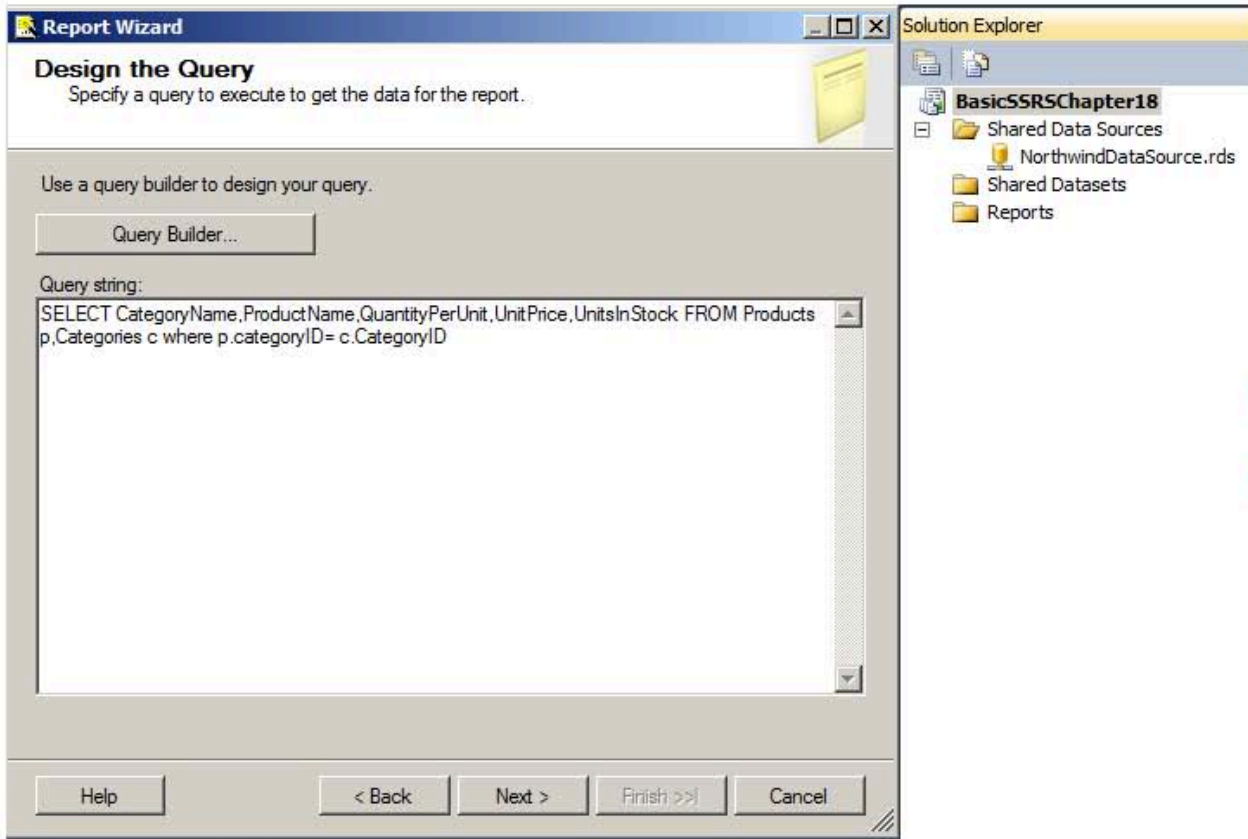 Report Wizard
Design the Query
Specify a query to execute to get the data for the report.
Use a query builder to design your query.
Query Builder...
Query string:
SELECT CategoryName,ProductName,QuantityPerUnit,UnitPrice,UnitsInStock FROM Products
p,Categories c where p.categoryID= c.CategoryID
Help
< Back
Next >
Finish >>|
Cancel
Solution Explorer
BasicSSRSChapter18
Shared Data Sources
NorthwindDataSource.rds
Shared Datasets
Reports